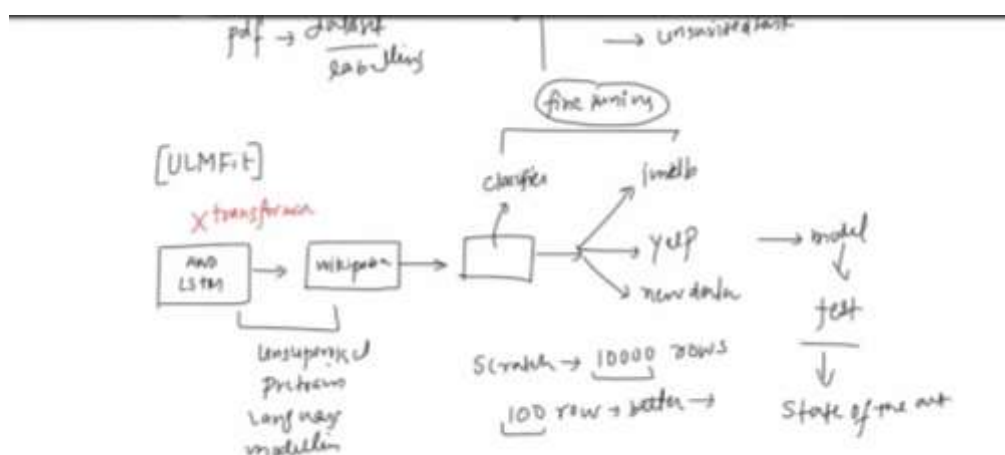 pdf → dataset
labelling
→ unsupervised task
fine tuning
[ULMFit]
X transformer
classifier
imdb
AWD
LSTM
wikipedia
yelp
→ model
new data
test
unsupervised
pretrain
language
modelling
scratch → 10000 rows
100 row → better →
State of the art